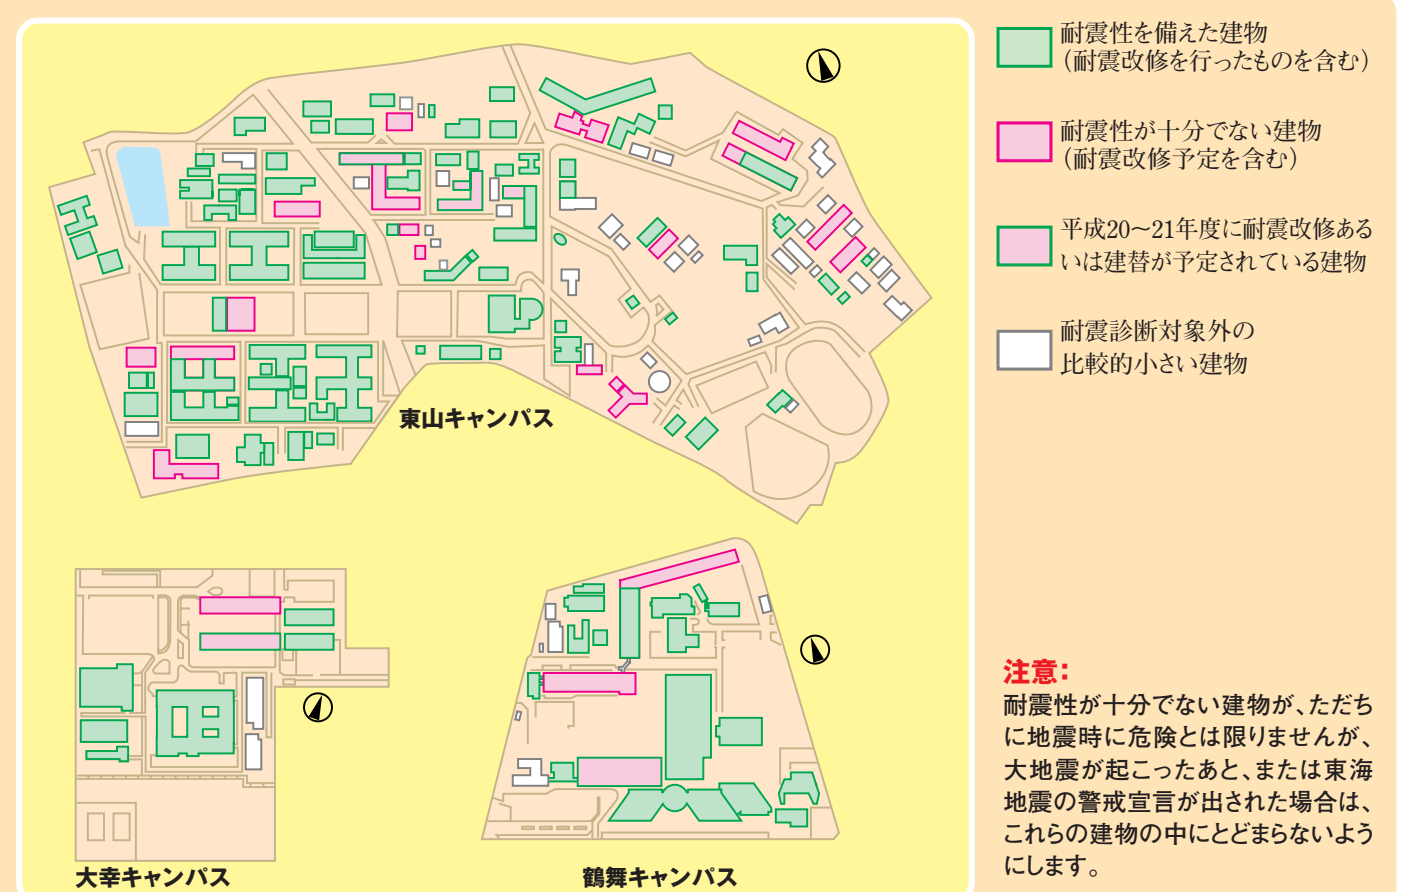 耐震性を備えた建物
（耐震改修を行ったものを含む）
耐震性が十分でない建物
（耐震改修予定を含む）
平成20〜21年度に耐震改修ある
いは建替が予定されている建物
耐震診断対象外の
比較的小さい建物
東山キャンパス
大幸キャンパス
鶴舞キャンパス
注意：
耐震性が十分でない建物が、ただち
に地震時に危険とは限りませんが、
大地震が起こったあと、または東海
地震の警戒宣言が出された場合は、
これらの建物の中にとどまらないよう
にします。